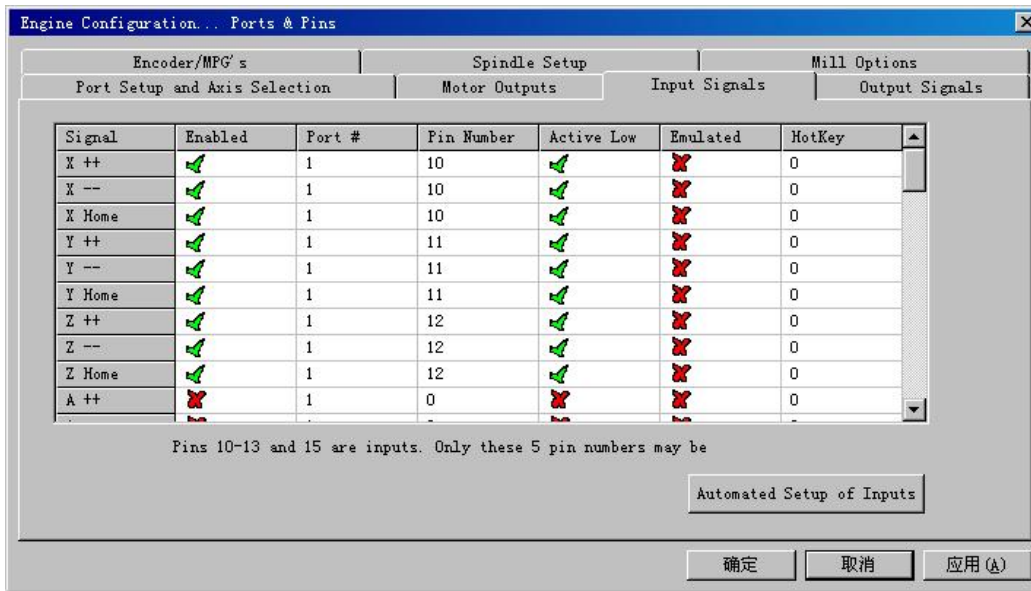 Engine Configuration... Ports & Pins
Encoder/MPG's Spindle Setup Mill Options
Port Setup and Axis Selection Motor Outputs Input Signals Output Signals
Signal Enabled Port # Pin Number Active Low Emulated HotKey
X ++ 1 10 0
X -- 1 10 0
X Home 1 10 0
Y ++ 1 11 0
Y -- 1 11 0
Y Home 1 11 0
Z ++ 1 12 0
Z -- 1 12 0
Z Home 1 12 0
A ++ 1 0 0
Pins 10-13 and 15 are inputs. Only these 5 pin numbers may be
Automated Setup of Inputs
确定 取消 应用(A)